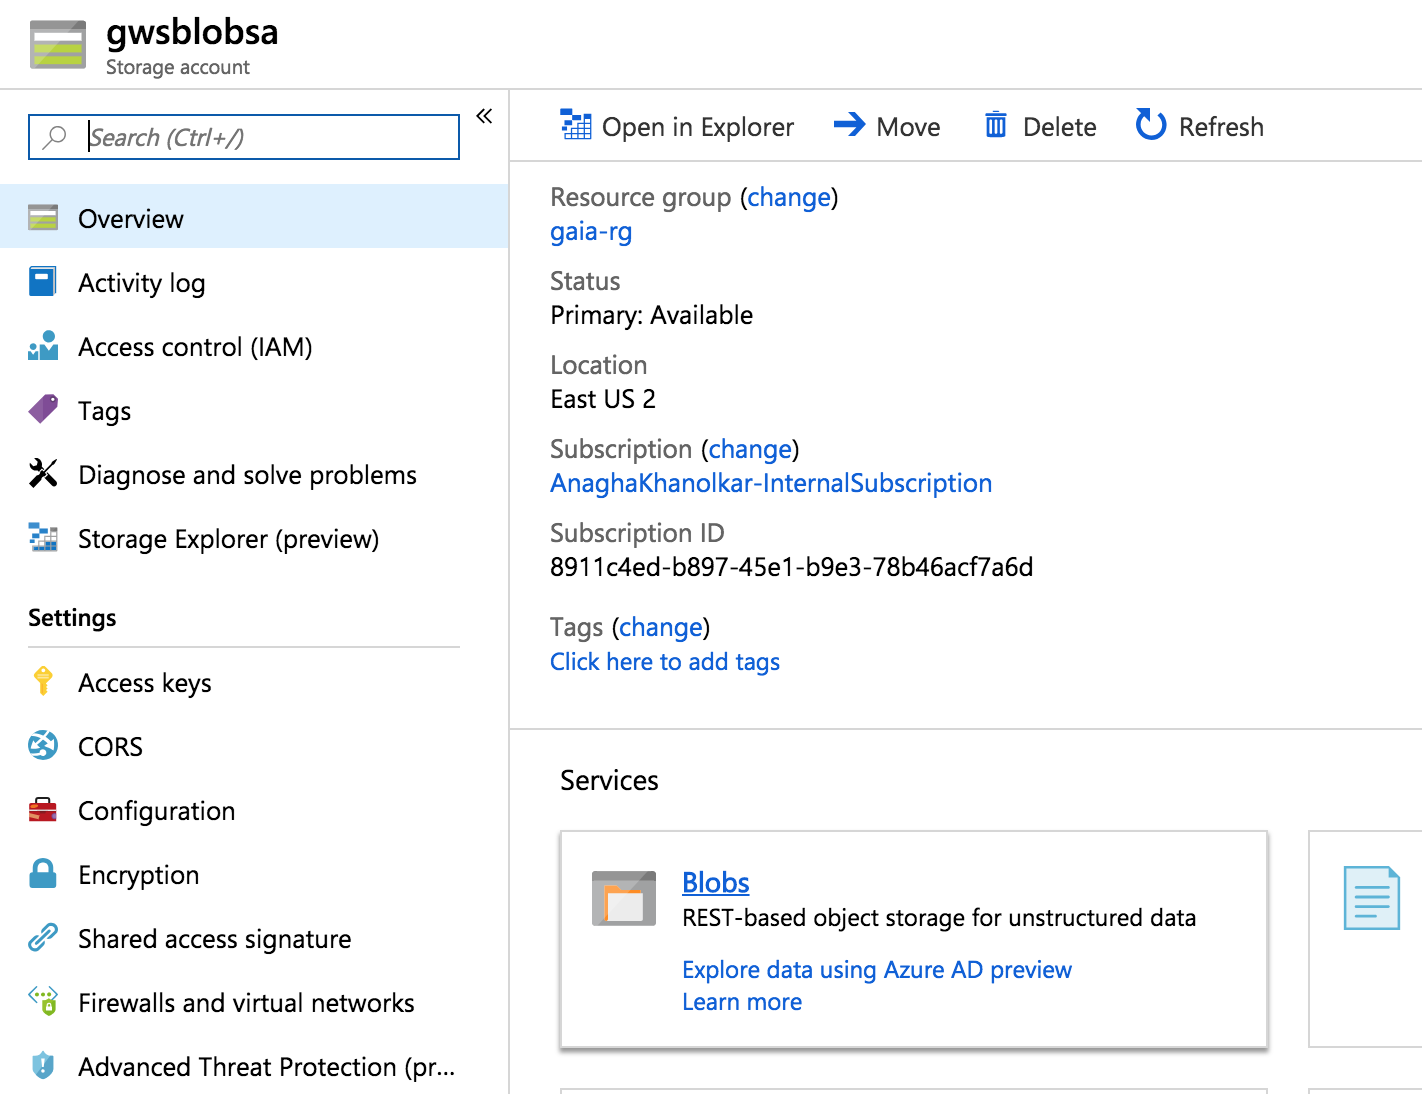 gwsblobsa
Storage account
Search (Ctrl+/)
«
Overview
Activity log
Access control (IAM)
Tags
Diagnose and solve problems
Storage Explorer (preview)
Settings
Access keys
CORS
Configuration
Encryption
Shared access signature
Firewalls and virtual networks
Advanced Threat Protection (pr...
Open in Explorer Move Delete Refresh
Resource group (change)
gaia-rg
Status
Primary: Available
Location
East US 2
Subscription (change)
AnaghaKhanolkar-InternalSubscription
Subscription ID
8911c4ed-b897-45e1-b9e3-78b46acf7a6d
Tags (change)
Click here to add tags
Services
Blobs
REST-based object storage for unstructured data
Explore data using Azure AD preview
Learn more